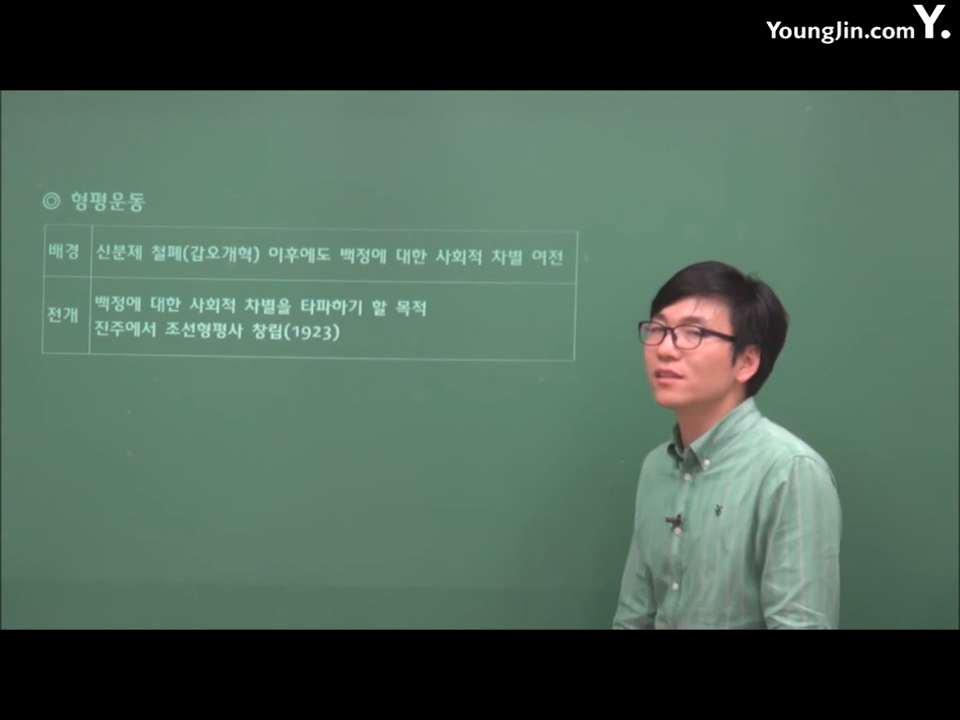 YoungJin.com Y.
◎ 형평운동
배경 신분제 철폐(갑오개혁) 이후에도 백정에 대한 사회적 차별 여전
전개 백정에 대한 사회적 차별을 타파하기 할 목적
진주에서 조선형평사 창립(1923)